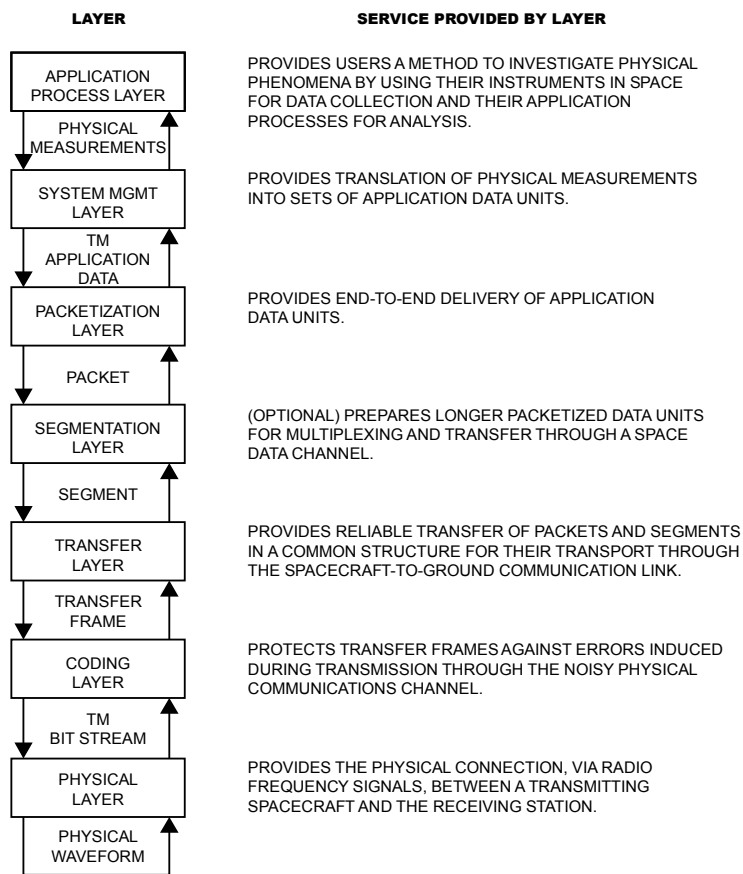 LAYER
SERVICE PROVIDED BY LAYER
APPLICATION
PROCESS LAYER
PROVIDES USERS A METHOD TO INVESTIGATE PHYSICAL
PHENOMENA BY USING THEIR INSTRUMENTS IN SPACE
FOR DATA COLLECTION AND THEIR APPLICATION
PROCESSES FOR ANALYSIS.
PHYSICAL
MEASUREMENTS
SYSTEM MGMT
LAYER
PROVIDES TRANSLATION OF PHYSICAL MEASUREMENTS
INTO SETS OF APPLICATION DATA UNITS.
TM
APPLICATION
DATA
PACKETIZATION
LAYER
PROVIDES END-TO-END DELIVERY OF APPLICATION
DATA UNITS.
PACKET
SEGMENTATION
LAYER
(OPTIONAL) PREPARES LONGER PACKETIZED DATA UNITS
FOR MULTIPLEXING AND TRANSFER THROUGH A SPACE
DATA CHANNEL.
SEGMENT
TRANSFER
LAYER
PROVIDES RELIABLE TRANSFER OF PACKETS AND SEGMENTS
IN A COMMON STRUCTURE FOR THEIR TRANSPORT THROUGH
THE SPACECRAFT-TO-GROUND COMMUNICATION LINK.
TRANSFER
FRAME
CODING
LAYER
PROTECTS TRANSFER FRAMES AGAINST ERRORS INDUCED
DURING TRANSMISSION THROUGH THE NOISY PHYSICAL
COMMUNICATIONS CHANNEL.
TM
BIT STREAM
PHYSICAL
LAYER
PROVIDES THE PHYSICAL CONNECTION, VIA RADIO
FREQUENCY SIGNALS, BETWEEN A TRANSMITTING
SPACECRAFT AND THE RECEIVING STATION.
PHYSICAL
WAVEFORM